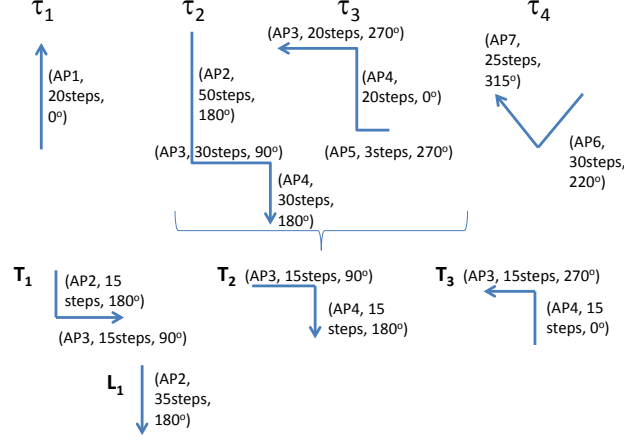 τ1 τ2 τ3 τ4
(AP1,
20steps,
0º)
(AP2,
50steps,
180º)
(AP3, 30steps, 90º)
(AP4,
30steps,
180º)
(AP3, 20steps, 270º)
(AP4,
20steps, 0º)
(AP5, 3steps, 270º)
(AP7,
25steps,
315º)
(AP6,
30steps,
220º)
T1
(AP2, 15
steps, 180º)
(AP3, 15steps, 90º)
T2
(AP3, 15steps, 90º)
(AP4, 15
steps, 180º)
T3
(AP3, 15steps, 270º)
(AP4, 15
steps, 0º)
L1
(AP2,
35steps,
180º)